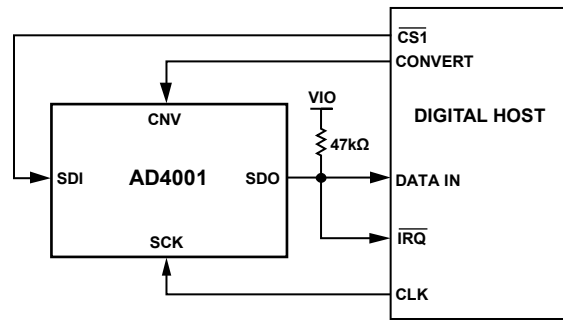 CS1
CONVERT
VIO
CNV
DIGITAL HOST
47kΩ
SDI
AD4001
SDO
DATA IN
SCK
IRQ
CLK